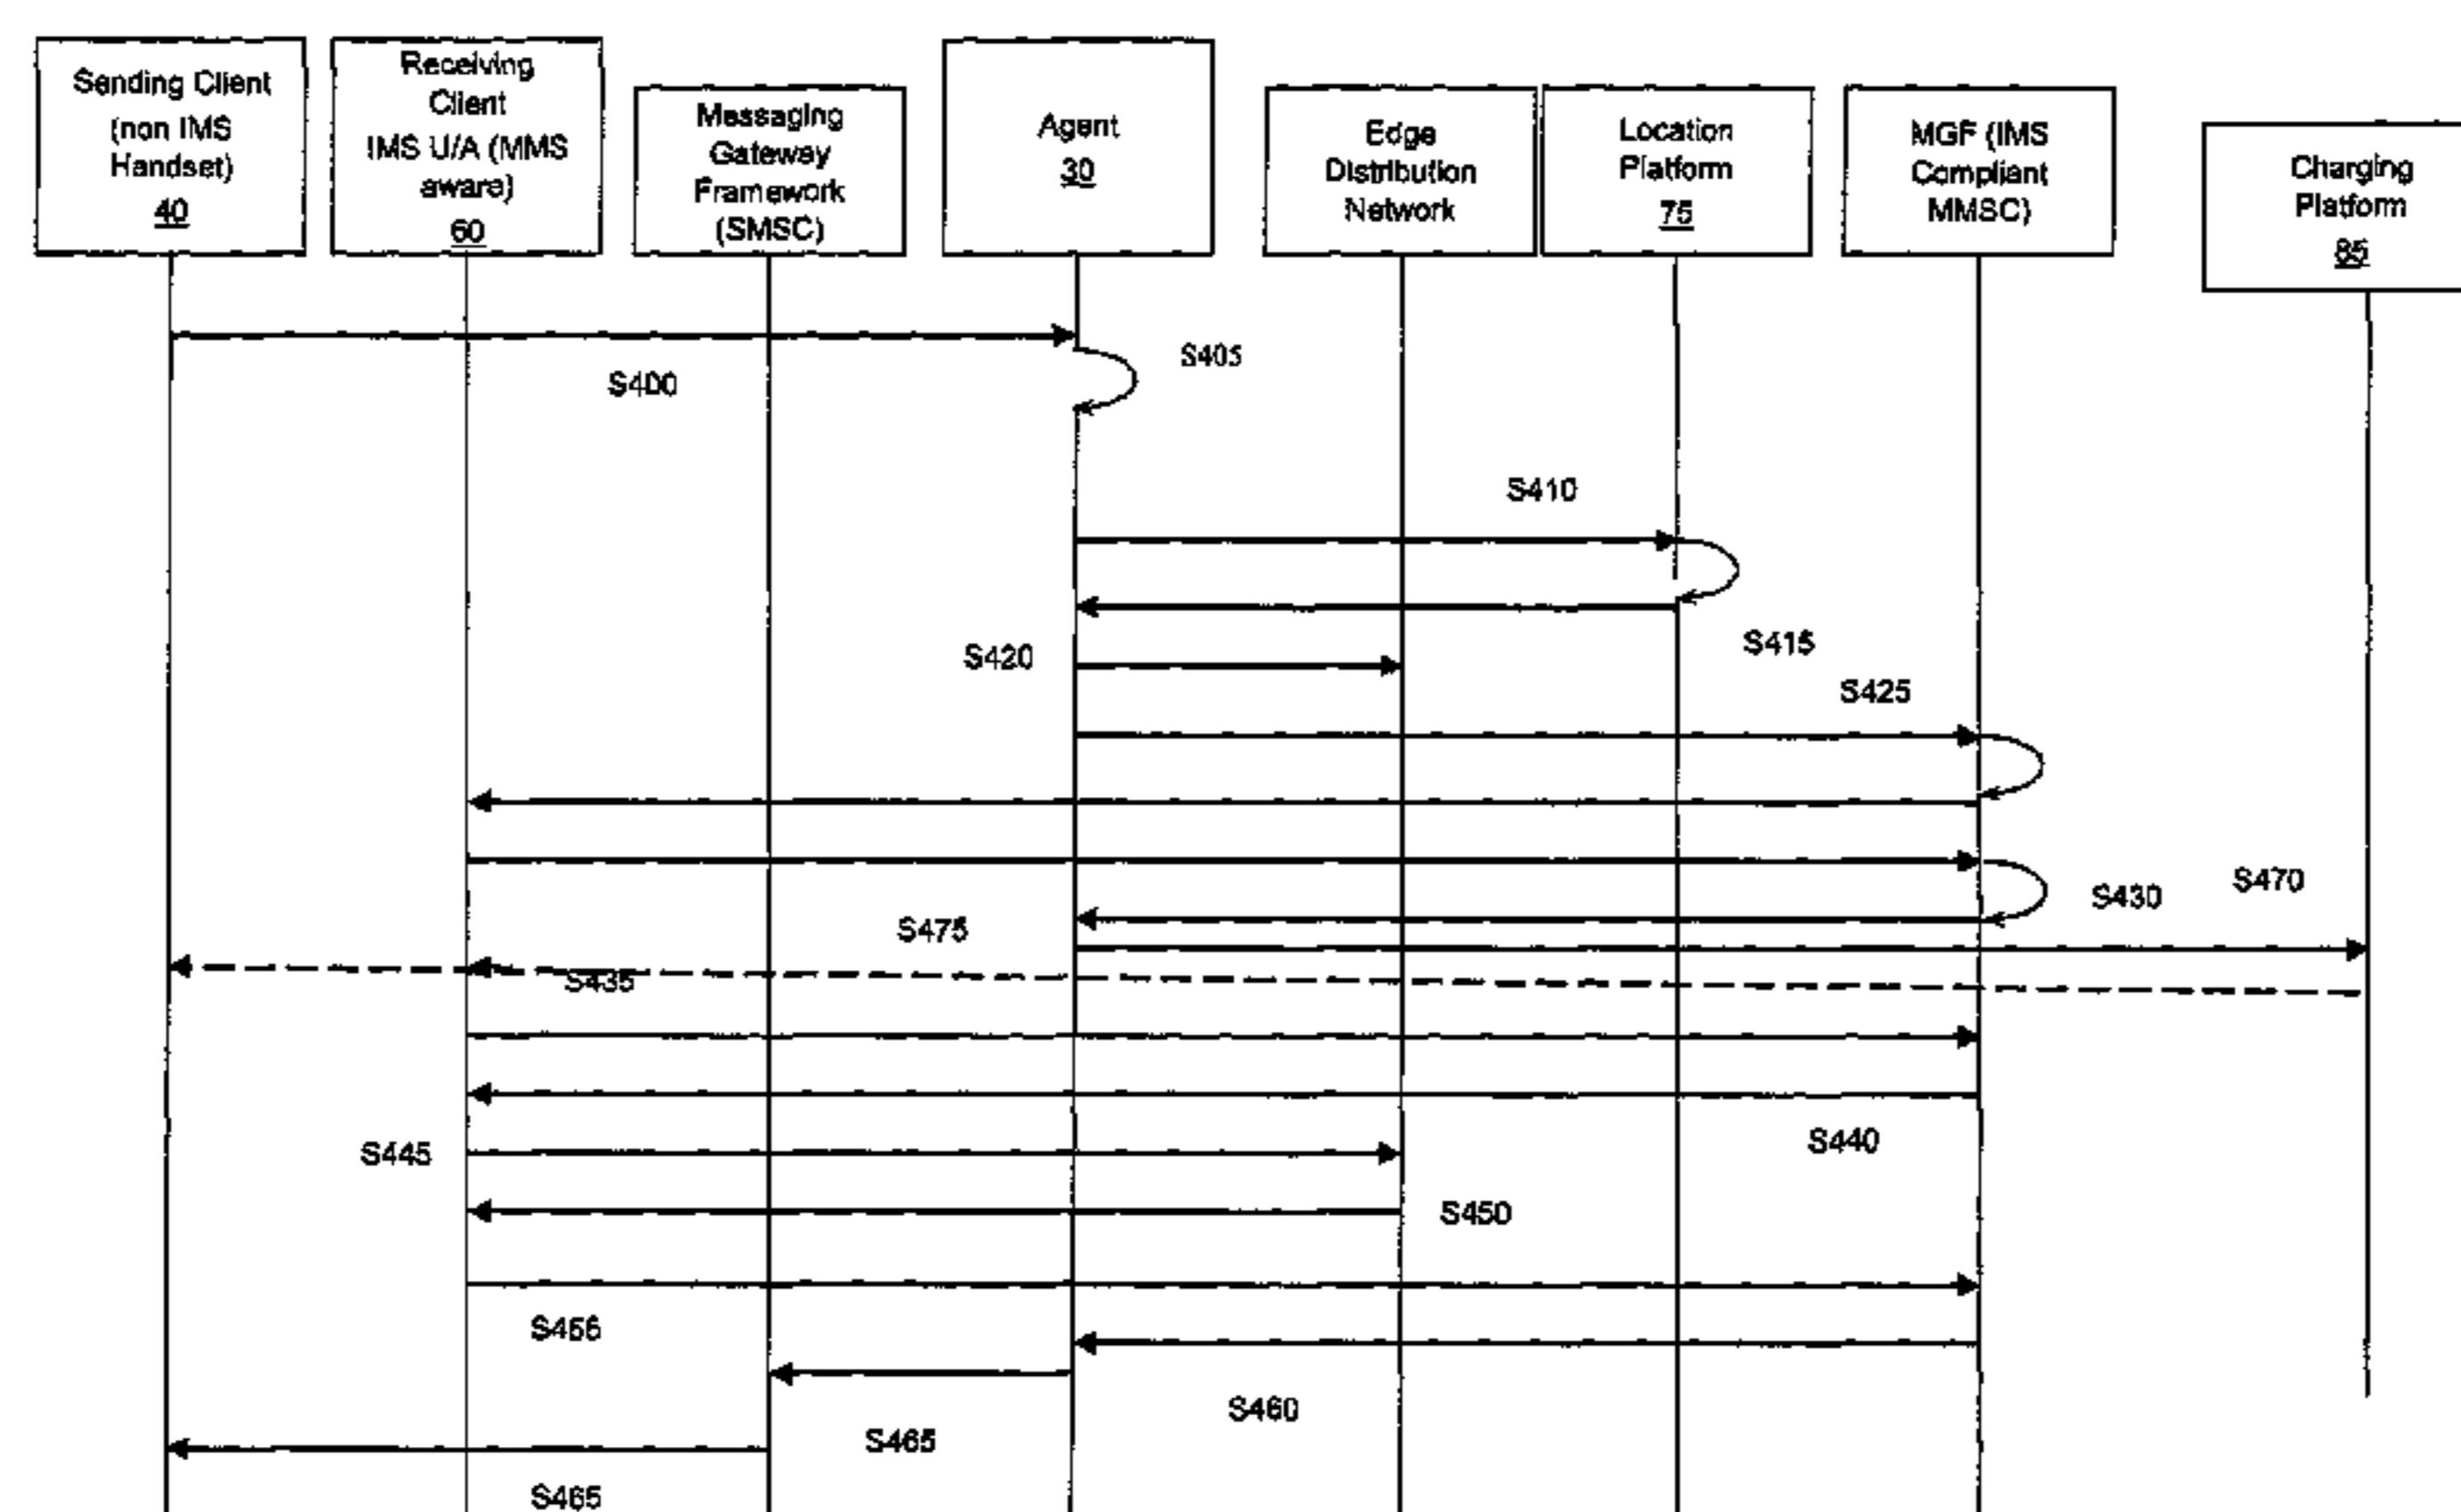 Sending Client
(non IMS
Handset)
40
Receiving
Client
IMS U/A (MMS
aware)
60
Messaging
Gateway
Framework
(SMSC)
Agent
30
Edge
Distribution
Network
Location
Platform
75
MGF (IMS
Compliant
MMSC)
Charging
Platform
85
S405
S400
S410
S415
S420
S425
S470
S430
S475
S435
S440
S445
S450
S455
S460
S465
S465